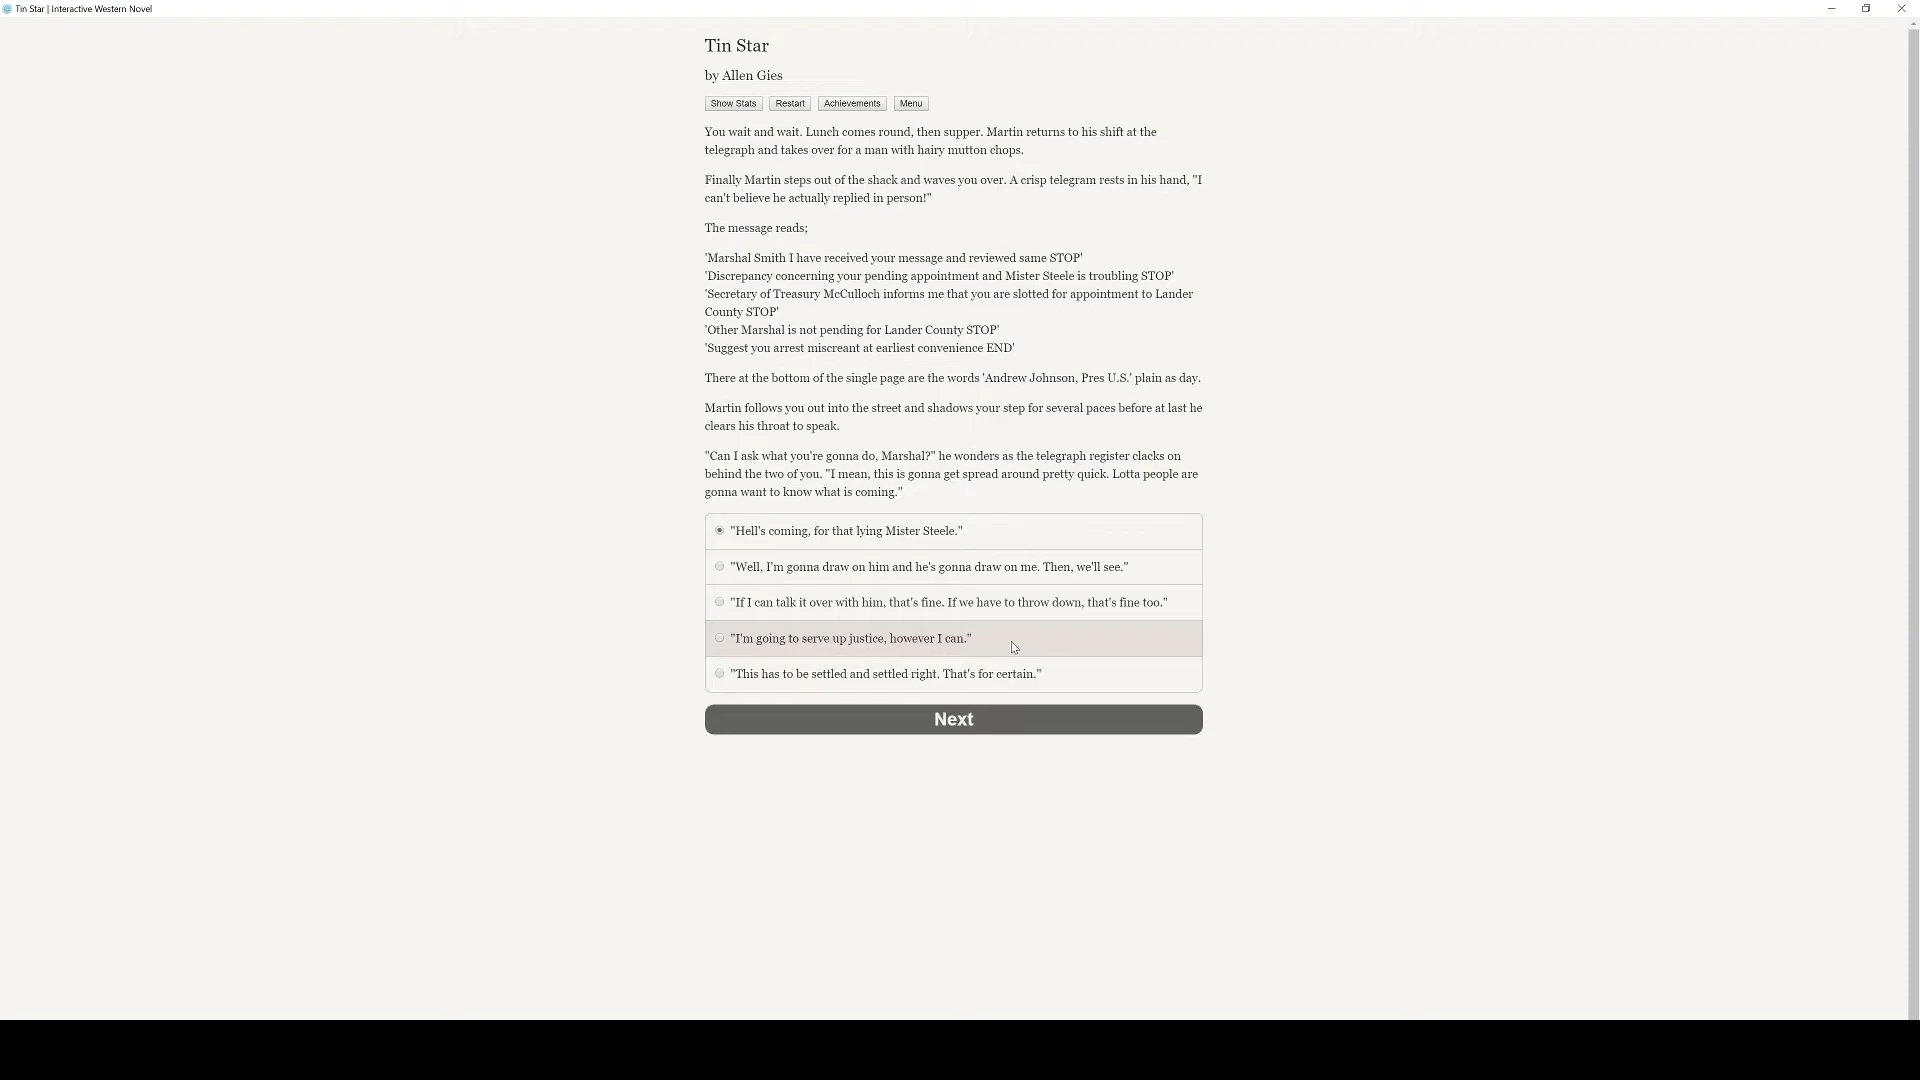 Tin Star | Interactive Western Novel
Tin Star
by Allen Gies
Show Stats Restart Achievements Menu
You wait and wait. Lunch comes round, then supper. Martin returns to his shift at the
telegraph and takes over for a man with hairy mutton chops.
Finally Martin steps out of the shack and waves you over. A crisp telegram rests in his hand, "I
can't believe he actually replied in person!"
The message reads;
'Marshal Smith I have received your message and reviewed same STOP'
'Discrepancy concerning your pending appointment and Mister Steele is troubling STOP'
'Secretary of Treasury McCulloch informs me that you are slotted for appointment to Lander
County STOP'
'Other Marshal is not pending for Lander County STOP'
'Suggest you arrest miscreant at earliest convenience END'
There at the bottom of the single page are the words 'Andrew Johnson, Pres U.S.' plain as day.
Martin follows you out into the street and shadows your step for several paces before at last he
clears his throat to speak.
"Can I ask what you're gonna do, Marshal?" he wonders as the telegraph register clacks on
behind the two of you. "I mean, this is gonna get spread around pretty quick. Lotta people are
gonna want to know what is coming."
"Hell's coming, for that lying Mister Steele."
"Well, I'm gonna draw on him and he's gonna draw on me. Then, we'll see."
"If I can talk it over with him, that's fine. If we have to throw down, that's fine too."
"I'm going to serve up justice, however I can."
"This has to be settled and settled right. That's for certain."
Next